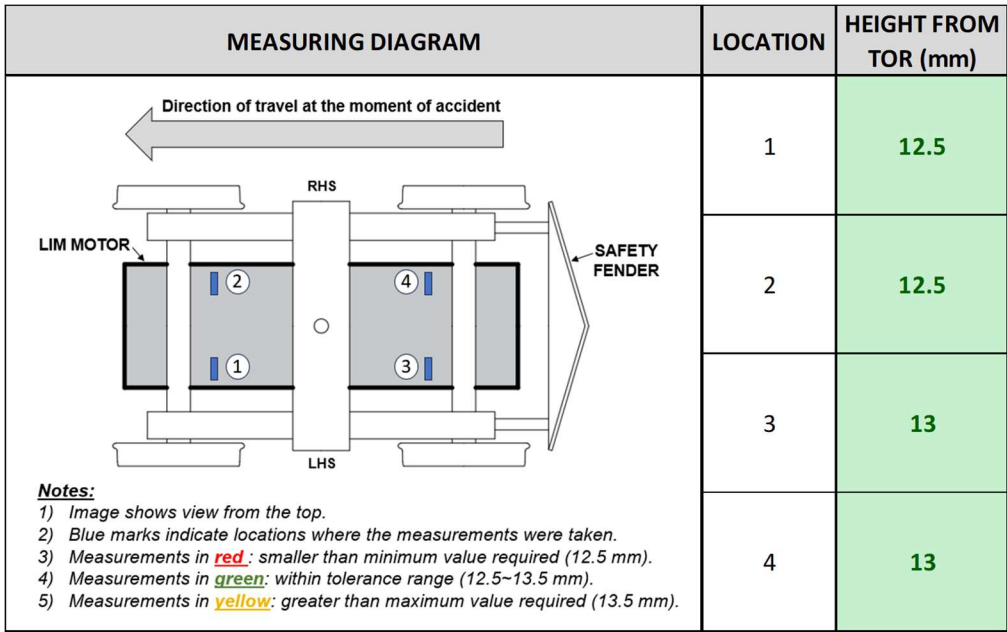 MEASURING DIAGRAM
LOCATION
HEIGHT FROM
TOR (mm)
Direction of travel at the moment of accident
RHS
LIM MOTOR
SAFETY
FENDER
2
4
1
3
LHS
Notes:
1) Image shows view from the top.
2) Blue marks indicate locations where the measurements were taken.
3) Measurements in red : smaller than minimum value required (12.5 mm).
4) Measurements in green: within tolerance range (12.5~13.5 mm).
5) Measurements in yellow: greater than maximum value required (13.5 mm).
1 12.5
2 12.5
3 13
4 13